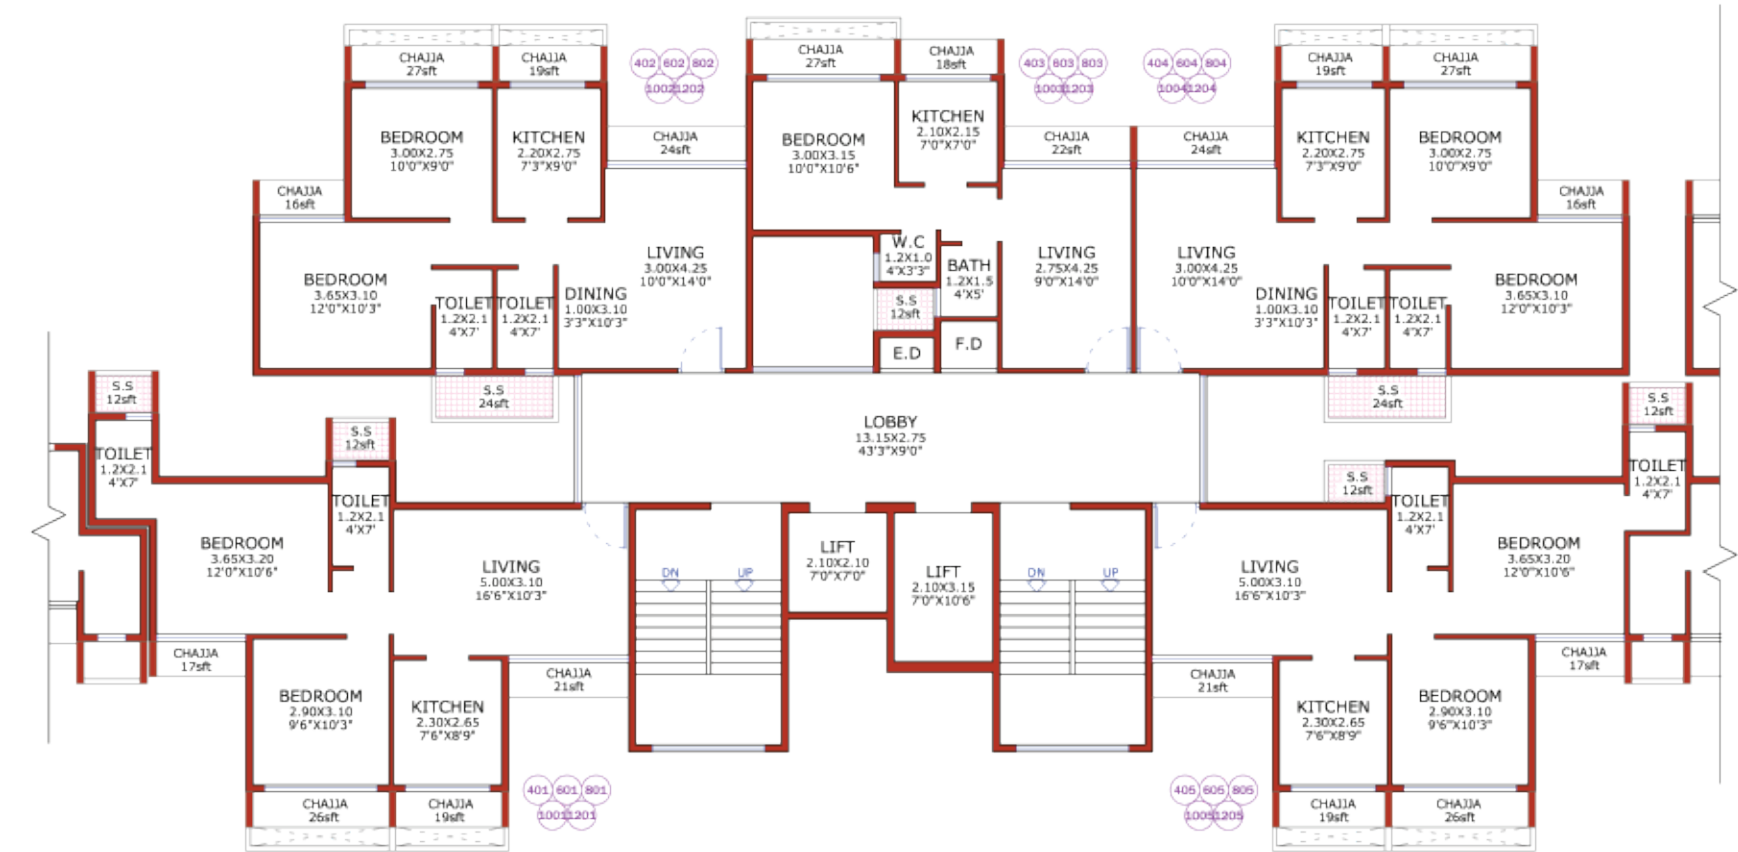 CHAJJA
27sft
CHAJJA
19sft
402 602 802
1002 1202
CHAJJA
27sft
CHAJJA
18sft
403 603 803
1003 1203
404 604 804
1004 1204
CHAJJA
19sft
CHAJJA
27sft
BEDROOM
3.00X2.75
10'0"X9'0"
KITCHEN
2.20X2.75
7'3"X9'0"
CHAJJA
24sft
BEDROOM
3.00X3.15
10'0"X10'6"
KITCHEN
2.10X2.15
7'0"X7'0"
CHAJJA
22sft
CHAJJA
24sft
KITCHEN
2.20X2.75
7'3"X9'0"
BEDROOM
3.00X2.75
10'0"X9'0"
CHAJJA
16sft
CHAJJA
16sft
BEDROOM
3.65X3.10
12'0"X10'3"
TOILET
1.2X2.1
4'X7'
TOILET
1.2X2.1
4'X7'
DINING
1.00X3.10
3'3"X10'3"
LIVING
3.00X4.25
10'0"X14'0"
W.C
1.2X1.0
4'X3'3"
BATH
1.2X1.5
4'X5'
S.S
12sft
E.D
F.D
LIVING
2.75X4.25
9'0"X14'0"
LIVING
3.00X4.25
10'0"X14'0"
DINING
1.00X3.10
3'3"X10'3"
TOILET
1.2X2.1
4'X7'
TOILET
1.2X2.1
4'X7'
BEDROOM
3.65X3.10
12'0"X10'3"
S.S
12sft
S.S
24sft
S.S
24sft
S.S
12sft
TOILET
1.2X2.1
4'X7'
S.S
12sft
LOBBY
13.15X2.75
43'3"X9'0"
S.S
12sft
TOILET
1.2X2.1
4'X7'
TOILET
1.2X2.1
4'X7'
TOILET
1.2X2.1
4'X7'
BEDROOM
3.65X3.20
12'0"X10'6"
LIVING
5.00X3.10
16'6"X10'3"
DN
UP
LIFT
2.10X2.10
7'0"X7'0"
LIFT
2.10X3.15
7'0"X10'6"
DN
UP
LIVING
5.00X3.10
16'6"X10'3"
BEDROOM
3.65X3.20
12'0"X10'6"
CHAJJA
17sft
CHAJJA
21sft
CHAJJA
21sft
CHAJJA
17sft
BEDROOM
2.90X3.10
9'6"X10'3"
KITCHEN
2.30X2.65
7'6"X8'9"
KITCHEN
2.30X2.65
7'6"X8'9"
BEDROOM
2.90X3.10
9'6"X10'3"
CHAJJA
26sft
CHAJJA
19sft
401 601 801
1001 1201
405 605 805
1005 1205
CHAJJA
19sft
CHAJJA
26sft